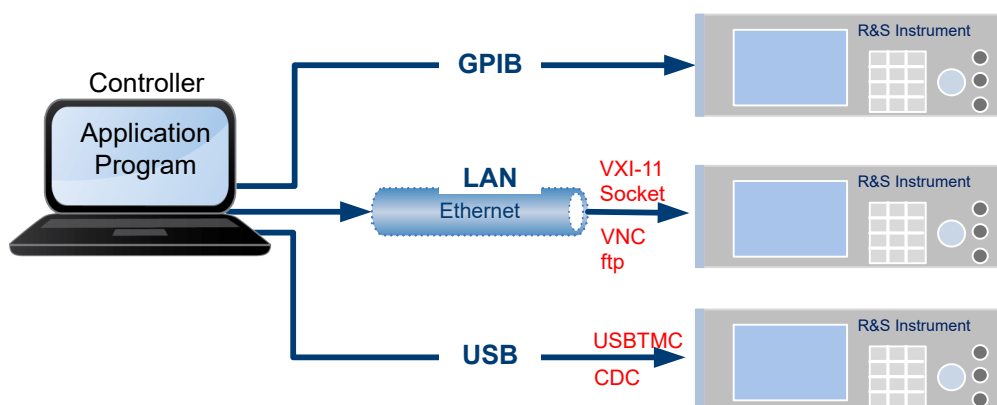 R&S Instrument
GPIB
Controller
Application
Program
LAN
Ethernet
VXI-11
Socket
VNC
ftp
R&S Instrument
USB
USBTMC
CDC
R&S Instrument